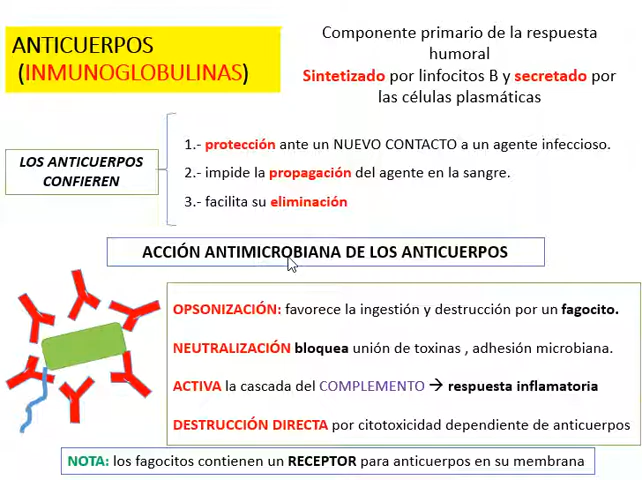 ANTICUERPOS
(INMUNOGLOBULINAS)
Componente primario de la respuesta
humoral
Sintetizado por linfocitos B y secretado por
las células plasmáticas
LOS ANTICUERPOS
CONFIEREN
1.- protección ante un NUEVO CONTACTO a un agente infeccioso.
2.- impide la propagación del agente en la sangre.
3.- facilita su eliminación
ACCIÓN ANTIMICROBIANA DE LOS ANTICUERPOS
OPSONIZACIÓN: favorece la ingestión y destrucción por un fagocito.
NEUTRALIZACIÓN bloquea unión de toxinas , adhesión microbiana.
ACTIVA la cascada del COMPLEMENTO → respuesta inflamatoria
DESTRUCCIÓN DIRECTA por citotoxicidad dependiente de anticuerpos
NOTA: los fagocitos contienen un RECEPTOR para anticuerpos en su membrana